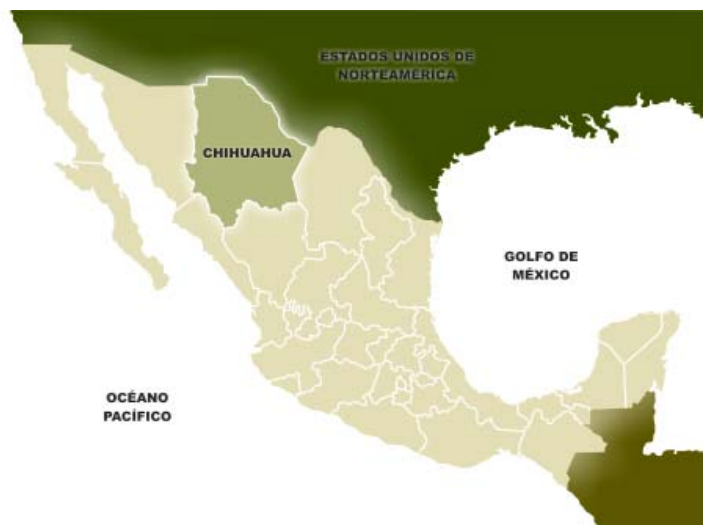 ESTADOS UNIDOS DE
NORTEAMÉRICA
CHIHUAHUA
GOLFO DE
MÉXICO
OCÉANO
PACÍFICO